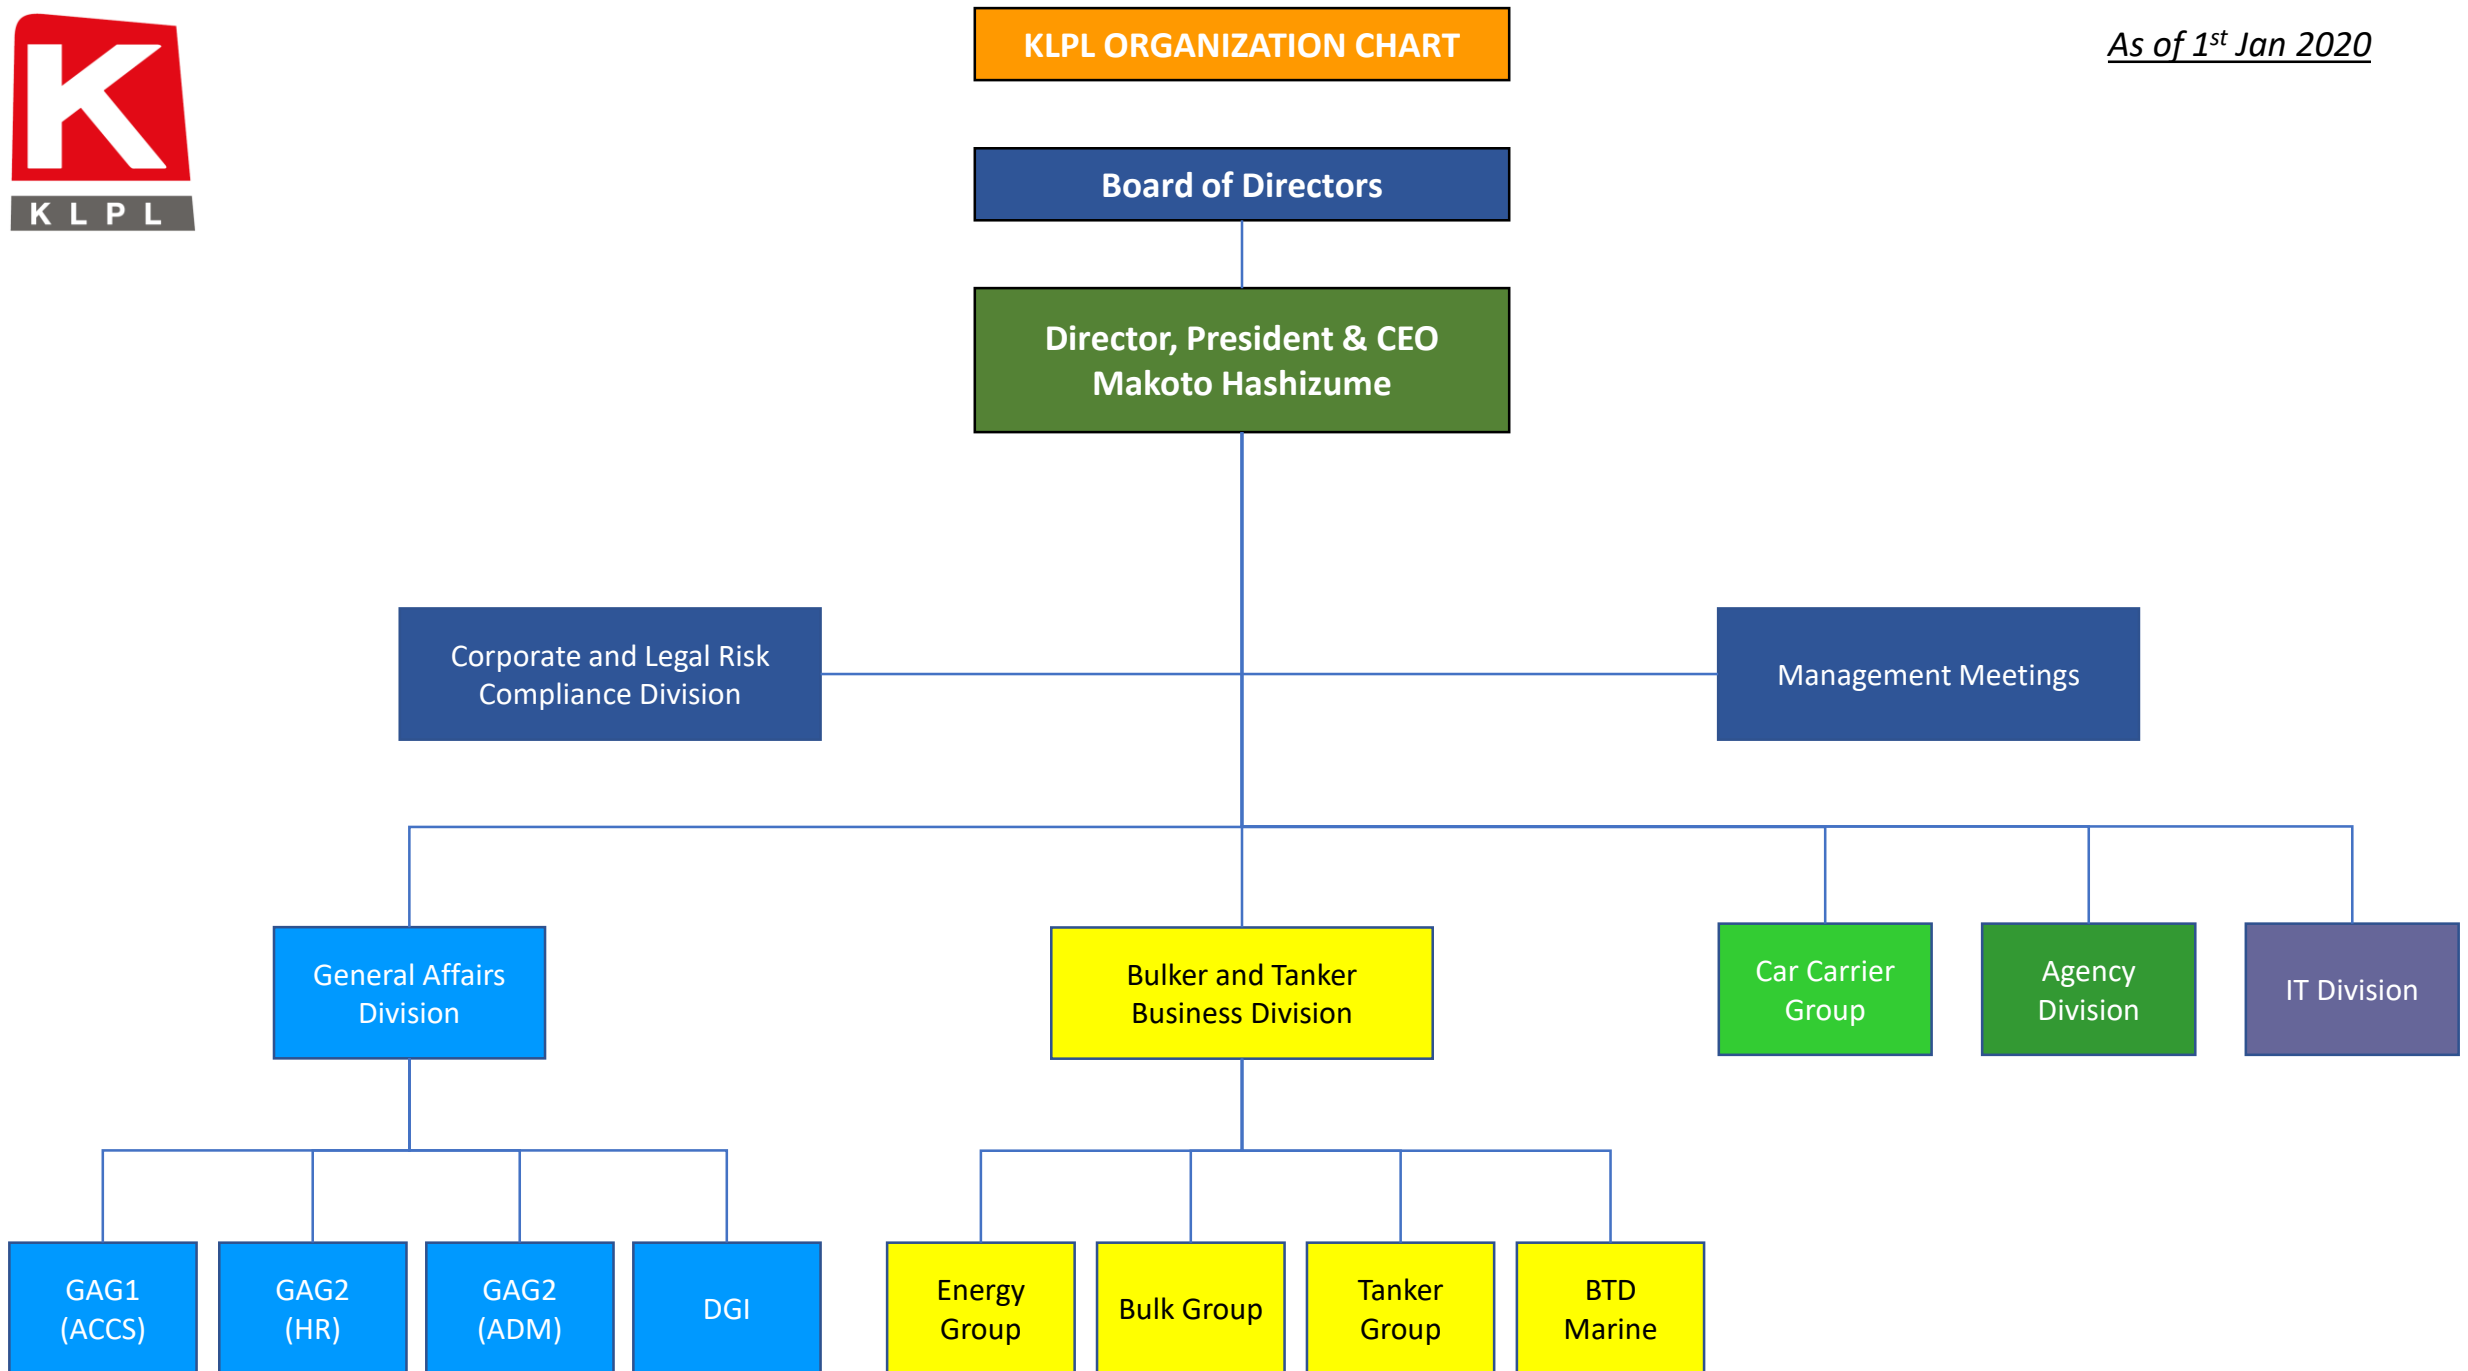 K
KLPL
KLPL ORGANIZATION CHART
As of 1st Jan 2020
Board of Directors
Director, President & CEO
Makoto Hashizume
Corporate and Legal Risk
Compliance Division
Management Meetings
General Affairs
Division
Bulker and Tanker
Business Division
Car Carrier
Group
Agency
Division
IT Division
GAG1
(ACCS)
GAG2
(HR)
GAG2
(ADM)
DGI
Energy
Group
Bulk Group
Tanker
Group
BTD
Marine